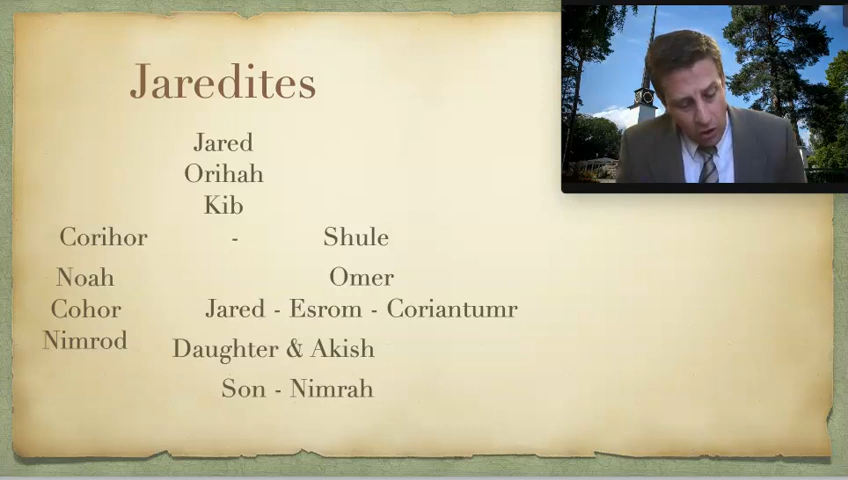 Jaredites
Jared
Orihah
Kib
Corihor - Shule
Noah Omer
Cohor Jared - Esrom - Coriantumr
Nimrod Daughter & Akish
Son - Nimrah